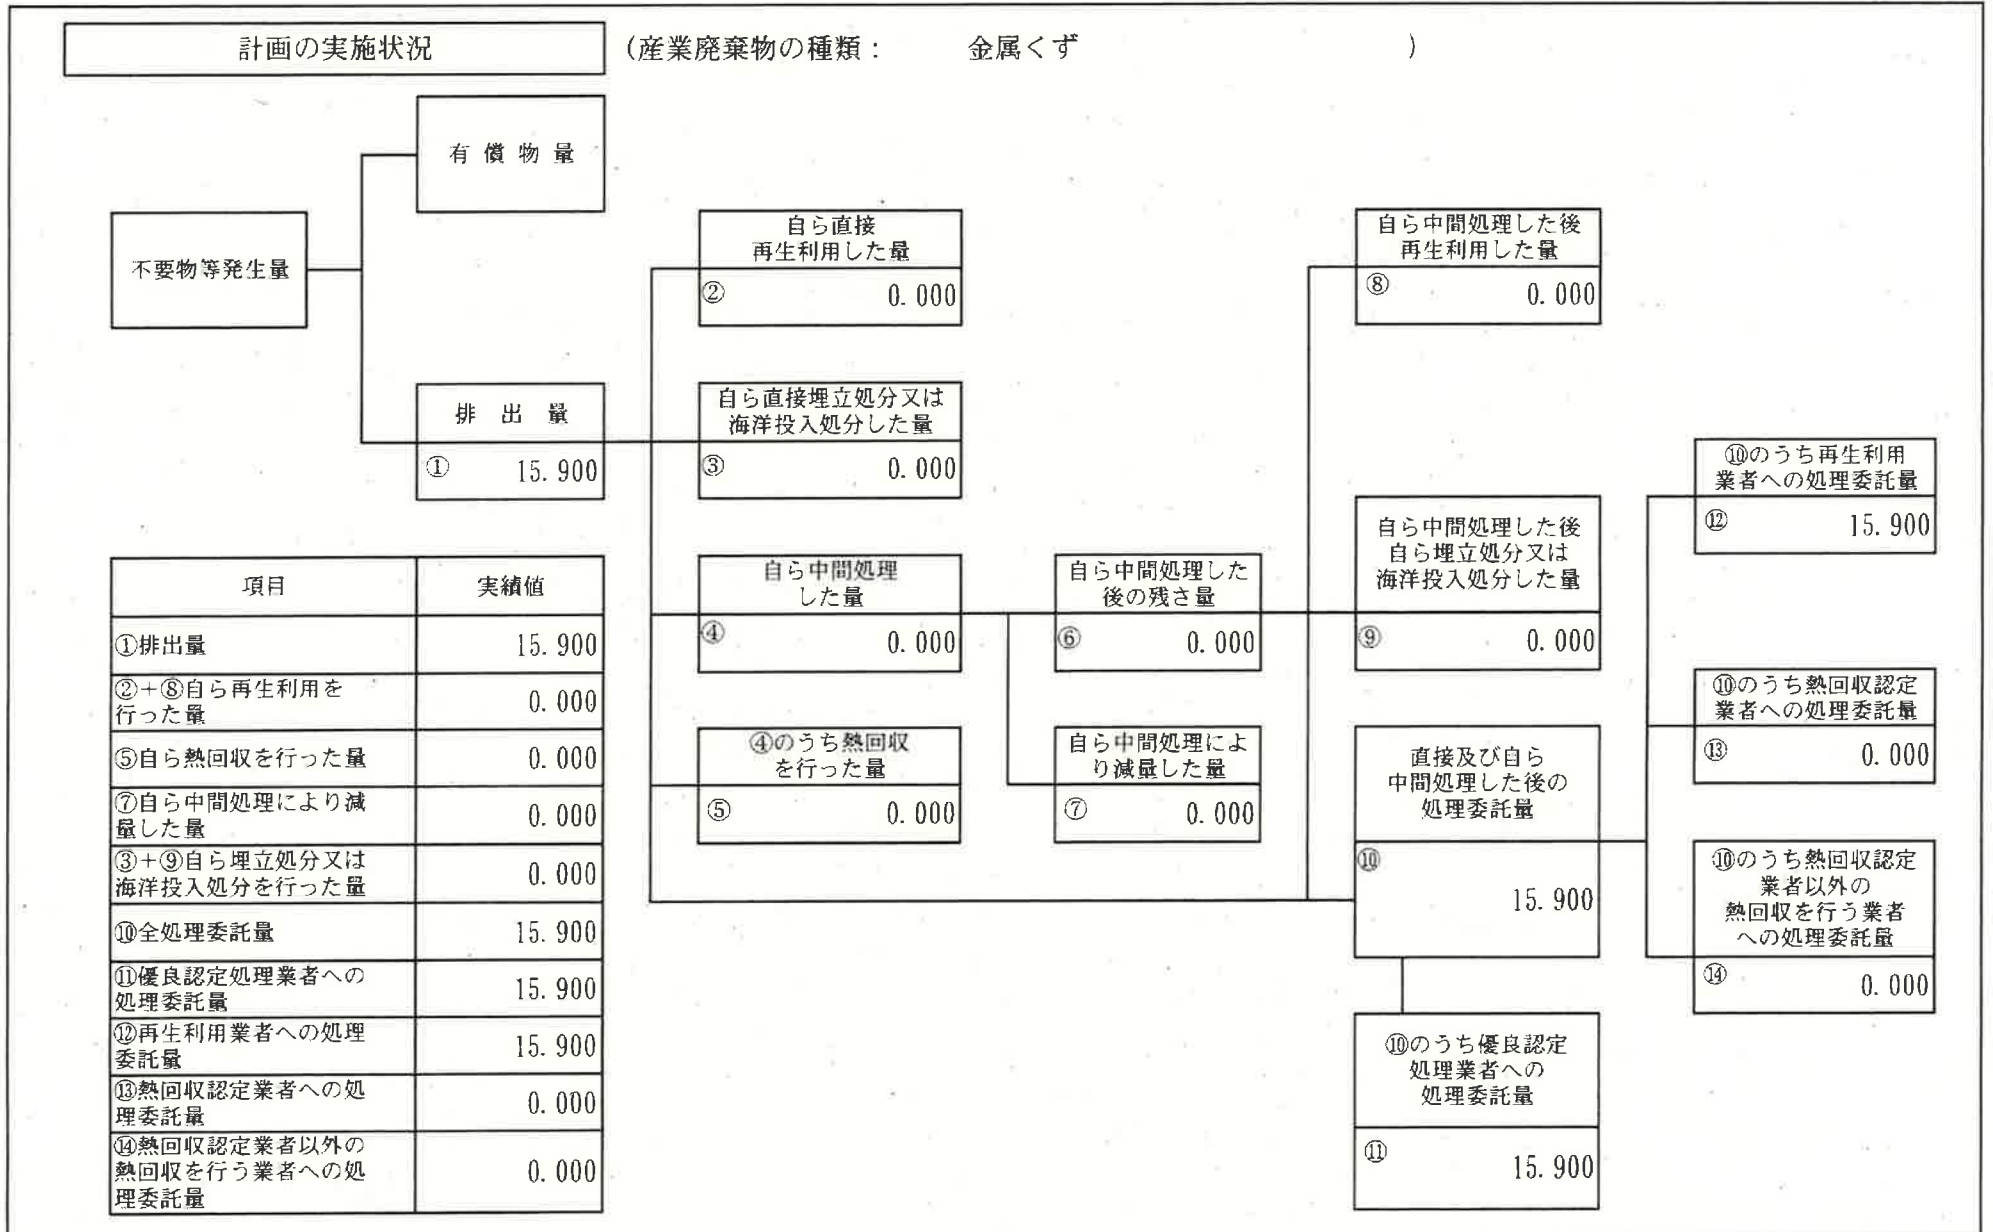 計画の実施状況 (産業廃棄物の種類: 金属くず )
有償物量
不要物等発生量
排出量
① 15.900
自ら直接
再生利用した量
② 0.000
自ら直接埋立処分又は
海洋投入処分した量
③ 0.000
自ら中間処理
した量
④ 0.000
④のうち熱回収
を行った量
⑤ 0.000
自ら中間処理した
後の残さ量
⑥ 0.000
自ら中間処理によ
り減量した量
⑦ 0.000
自ら中間処理した後
再生利用した量
⑧ 0.000
自ら中間処理した後
自ら埋立処分又は
海洋投入処分した量
⑨ 0.000
直接及び自ら
中間処理した後の
処理委託量
⑩
15.900
⑩のうち優良認定
処理業者への
処理委託量
⑪ 15.900
⑩のうち再生利用
業者への処理委託量
⑫ 15.900
⑩のうち熱回収認定
業者への処理委託量
⑬ 0.000
⑩のうち熱回収認定
業者以外の
熱回収を行う業者
への処理委託量
⑭ 0.000
項目 実績値
①排出量 15.900
②+⑧自ら再生利用を
行った量 0.000
⑤自ら熱回収を行った量 0.000
⑦自ら中間処理により減
量した量 0.000
③+⑨自ら埋立処分又は
海洋投入処分を行った量 0.000
⑩全処理委託量 15.900
⑪優良認定処理業者への
処理委託量 15.900
⑫再生利用業者への処理
委託量 15.900
⑬熱回収認定業者への処
理委託量 0.000
⑭熱回収認定業者以外の
熱回収を行う業者への処
理委託量 0.000